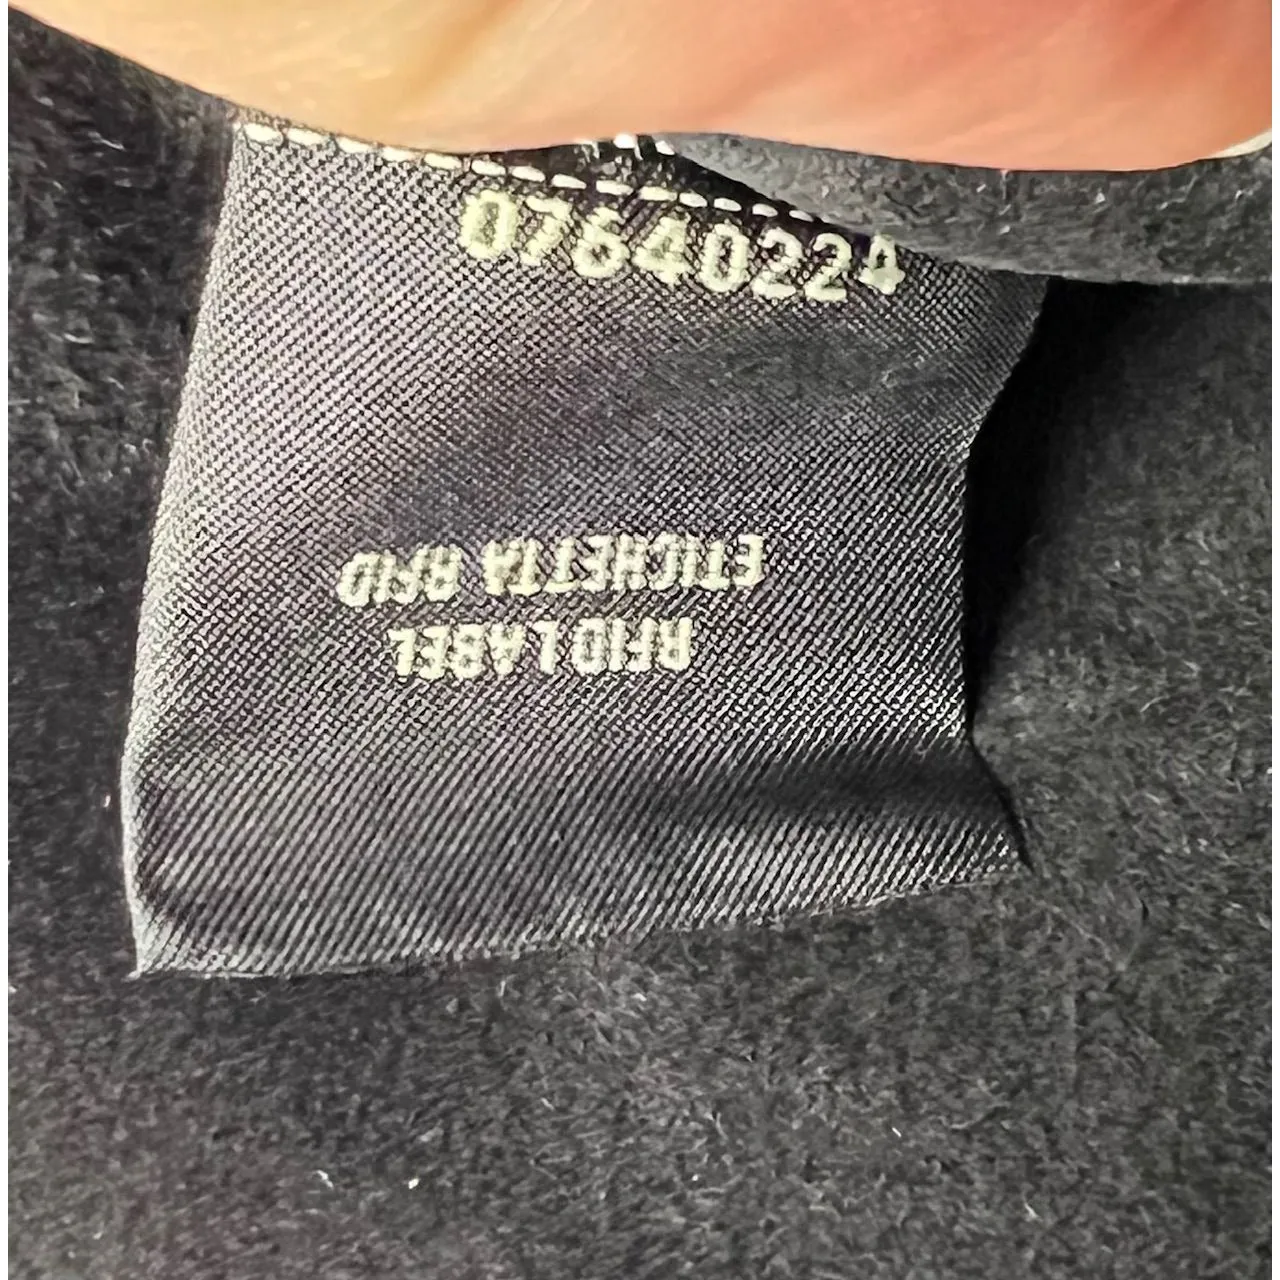 07640224
RFID LABEL
ETICHETTA RFID